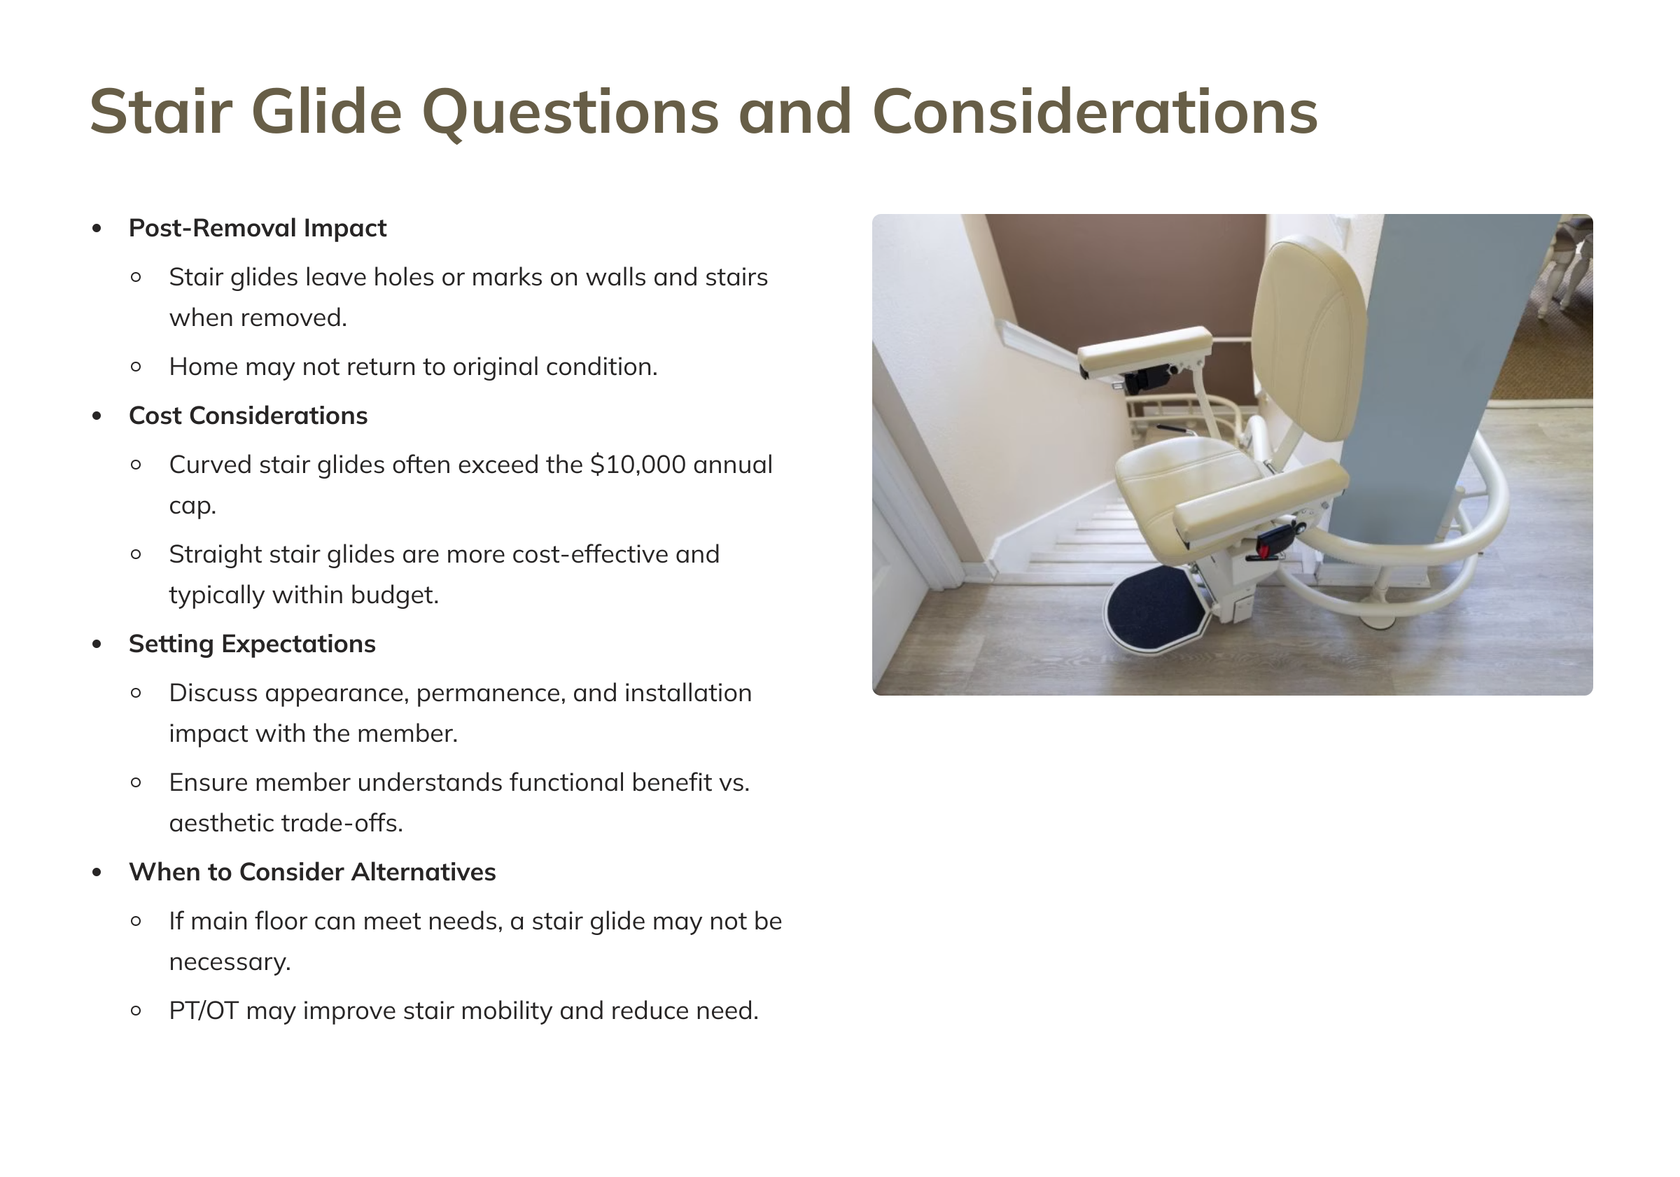 Stair Glide Questions and Considerations
• Post-Removal Impact
◦ Stair glides leave holes or marks on walls and stairs
when removed.
◦ Home may not return to original condition.
• Cost Considerations
◦ Curved stair glides often exceed the $10,000 annual
cap.
◦ Straight stair glides are more cost-effective and
typically within budget.
• Setting Expectations
◦ Discuss appearance, permanence, and installation
impact with the member.
◦ Ensure member understands functional benefit vs.
aesthetic trade-offs.
• When to Consider Alternatives
◦ If main floor can meet needs, a stair glide may not be
necessary.
◦ PT/OT may improve stair mobility and reduce need.